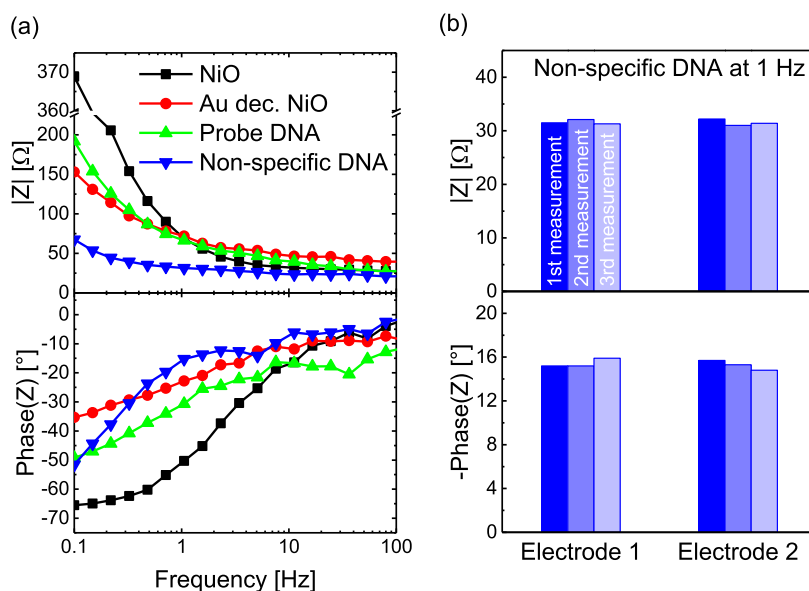 (a)
370
360
200
150
100
50
0
|Z| [Ω]
NiO
Au dec. NiO
Probe DNA
Non-specific DNA
0
-10
-20
-30
-40
-50
-60
-70
Phase(Z) [°]
0.1
1
10
100
Frequency [Hz]
(b)
Non-specific DNA at 1 Hz
40
30
20
10
0
|Z| [Ω]
1st measurement
2nd measurement
3rd measurement
20
16
12
8
4
0
-Phase(Z) [°]
Electrode 1
Electrode 2